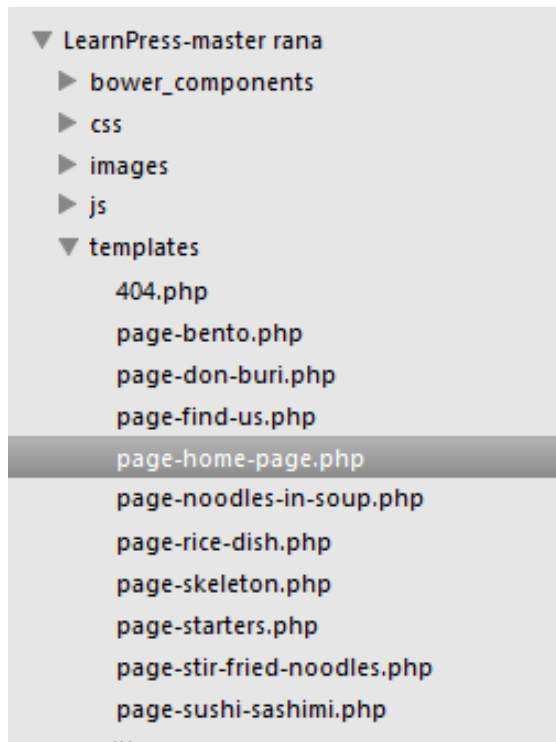 LearnPress-master rana
bower_components
css
images
js
templates
404.php
page-bento.php
page-don-buri.php
page-find-us.php
page-home-page.php
page-noodles-in-soup.php
page-rice-dish.php
page-skeleton.php
page-starters.php
page-stir-fried-noodles.php
page-sushi-sashimi.php